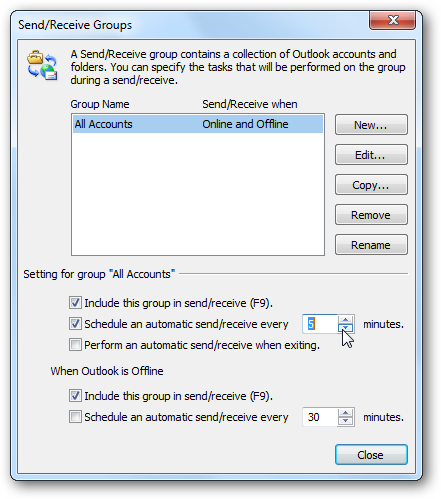 Send/Receive Groups
A Send/Receive group contains a collection of Outlook accounts and
folders. You can specify the tasks that will be performed on the group
during a send/receive.
Group Name Send/Receive when
All Accounts Online and Offline
New...
Edit...
Copy...
Remove
Rename
Setting for group "All Accounts"
Include this group in send/receive (F9).
Schedule an automatic send/receive every 5 minutes.
Perform an automatic send/receive when exiting.
When Outlook is Offline
Include this group in send/receive (F9).
Schedule an automatic send/receive every 30 minutes.
Close